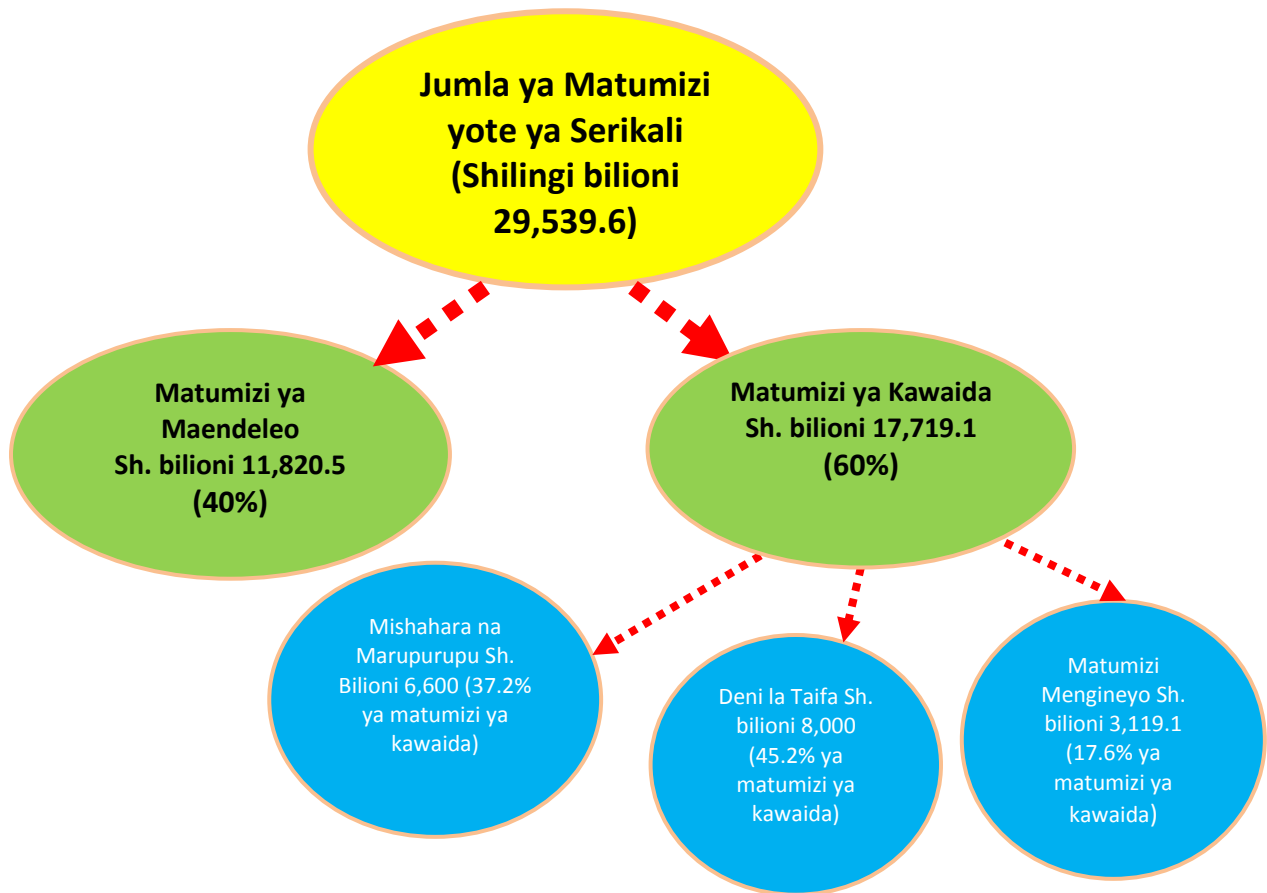 Jumla ya Matumizi
yote ya Serikali
(Shilingi bilioni
29,539.6)
Matumizi ya
Maendeleo
Sh. bilioni 11,820.5
(40%)
Matumizi ya Kawaida
Sh. bilioni 17,719.1
(60%)
Mishahara na
Marupurupu Sh.
Bilioni 6,600 (37.2%
ya matumizi ya
kawaida)
Deni la Taifa Sh.
bilioni 8,000
(45.2% ya
matumizi ya
kawaida)
Matumizi
Mengineyo Sh.
bilioni 3,119.1
(17.6% ya
matumizi ya
kawaida)